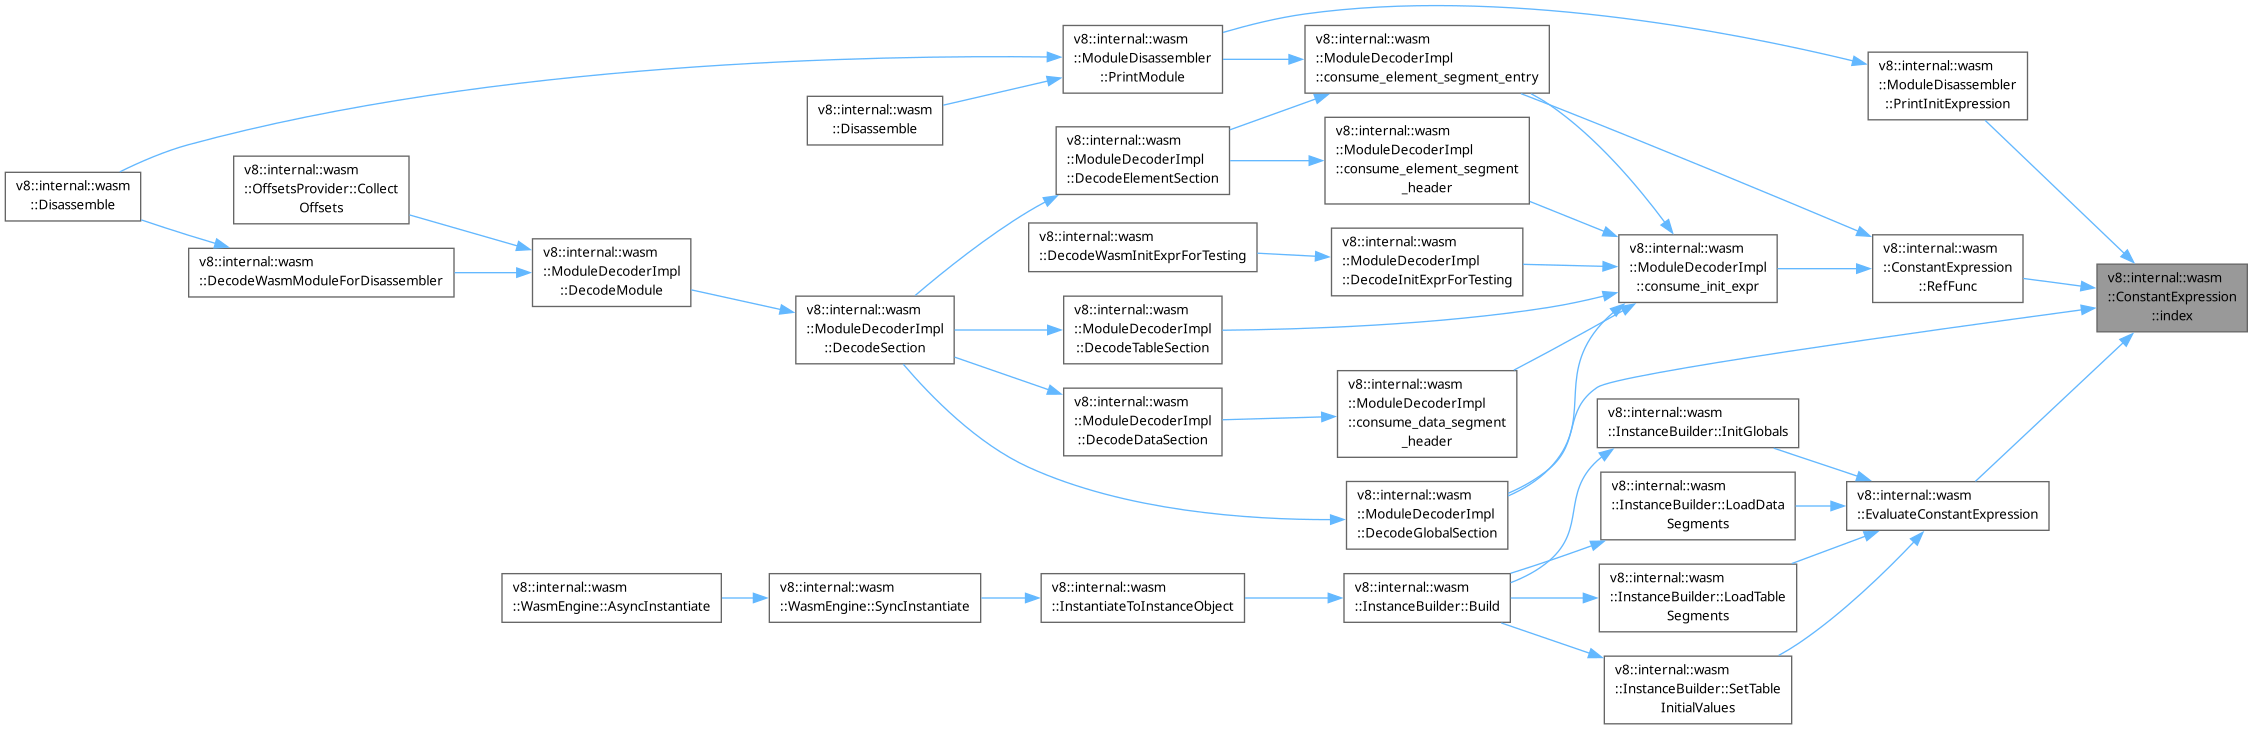 v8::internal::wasm
::Disassemble
v8::internal::wasm
::OffsetsProvider::Collect
Offsets
v8::internal::wasm
::DecodeWasmModuleForDisassembler
v8::internal::wasm
::ModuleDecoderImpl
::DecodeModule
v8::internal::wasm
::Disassemble
v8::internal::wasm
::ModuleDecoderImpl
::DecodeSection
v8::internal::wasm
::ModuleDisassembler
::PrintModule
v8::internal::wasm
::ModuleDecoderImpl
::DecodeElementSection
v8::internal::wasm
::DecodeWasmInitExprForTesting
v8::internal::wasm
::ModuleDecoderImpl
::DecodeTableSection
v8::internal::wasm
::ModuleDecoderImpl
::DecodeDataSection
v8::internal::wasm
::ModuleDecoderImpl
::consume_element_segment_entry
v8::internal::wasm
::ModuleDecoderImpl
::consume_element_segment
_header
v8::internal::wasm
::ModuleDecoderImpl
::DecodeInitExprForTesting
v8::internal::wasm
::ModuleDecoderImpl
::consume_data_segment
_header
v8::internal::wasm
::ModuleDecoderImpl
::DecodeGlobalSection
v8::internal::wasm
::ModuleDecoderImpl
::consume_init_expr
v8::internal::wasm
::ModuleDisassembler
::PrintInitExpression
v8::internal::wasm
::ConstantExpression
::RefFunc
v8::internal::wasm
::ConstantExpression
::index
v8::internal::wasm
::InstanceBuilder::InitGlobals
v8::internal::wasm
::InstanceBuilder::LoadData
Segments
v8::internal::wasm
::EvaluateConstantExpression
v8::internal::wasm
::WasmEngine::AsyncInstantiate
v8::internal::wasm
::WasmEngine::SyncInstantiate
v8::internal::wasm
::InstantiateToInstanceObject
v8::internal::wasm
::InstanceBuilder::Build
v8::internal::wasm
::InstanceBuilder::LoadTable
Segments
v8::internal::wasm
::InstanceBuilder::SetTable
InitialValues